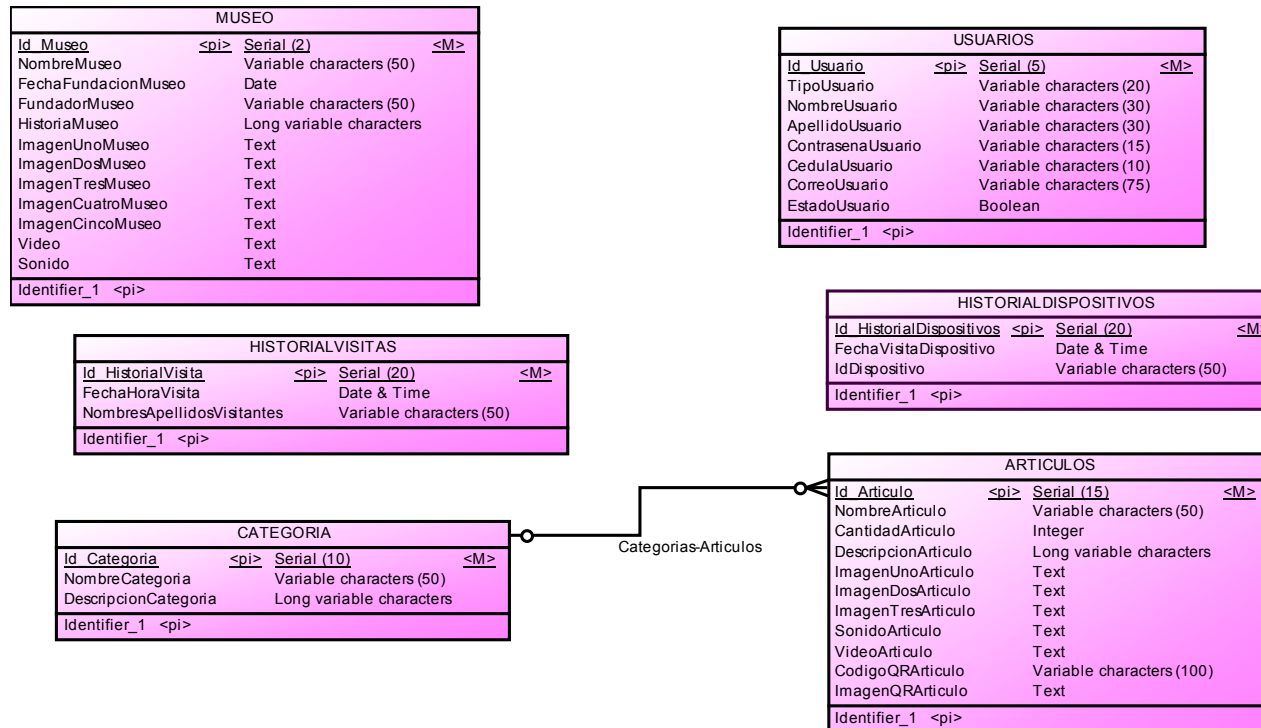 MUSEO
Id_Museo <pi> Serial (2) <M>
NombreMuseo Variable characters (50)
FechaFundacionMuseo Date
FundadorMuseo Variable characters (50)
HistoriaMuseo Long variable characters
ImagenUnoMuseo Text
ImagenDosMuseo Text
ImagenTresMuseo Text
ImagenCuatroMuseo Text
ImagenCincoMuseo Text
Video Text
Sonido Text
Identifier_1 <pi>
USUARIOS
Id_Usuario <pi> Serial (5) <M>
TipoUsuario Variable characters (20)
NombreUsuario Variable characters (30)
ApellidoUsuario Variable characters (30)
ContrasenaUsuario Variable characters (15)
CedulaUsuario Variable characters (10)
CorreoUsuario Variable characters (75)
EstadoUsuario Boolean
Identifier_1 <pi>
HISTORIALDISPOSITIVOS
Id_HistorialDispositivos <pi> Serial (20) <M>
FechaVisitaDispositivo Date & Time
IdDispositivo Variable characters (50)
Identifier_1 <pi>
HISTORIALVISITAS
Id_HistorialVisita <pi> Serial (20) <M>
FechaHoraVisita Date & Time
NombresApellidosVisitantes Variable characters (50)
Identifier_1 <pi>
CATEGORIA
Id_Categoria <pi> Serial (10) <M>
NombreCategoria Variable characters (50)
DescripcionCategoria Long variable characters
Identifier_1 <pi>
Categorias-Articulos
ARTICULOS
Id_Articulo <pi> Serial (15) <M>
NombreArticulo Variable characters (50)
CantidadArticulo Integer
DescripcionArticulo Long variable characters
ImagenUnoArticulo Text
ImagenDosArticulo Text
ImagenTresArticulo Text
SonidoArticulo Text
VideoArticulo Text
CodigoQRArticulo Variable characters (100)
ImagenQRArticulo Text
Identifier_1 <pi>